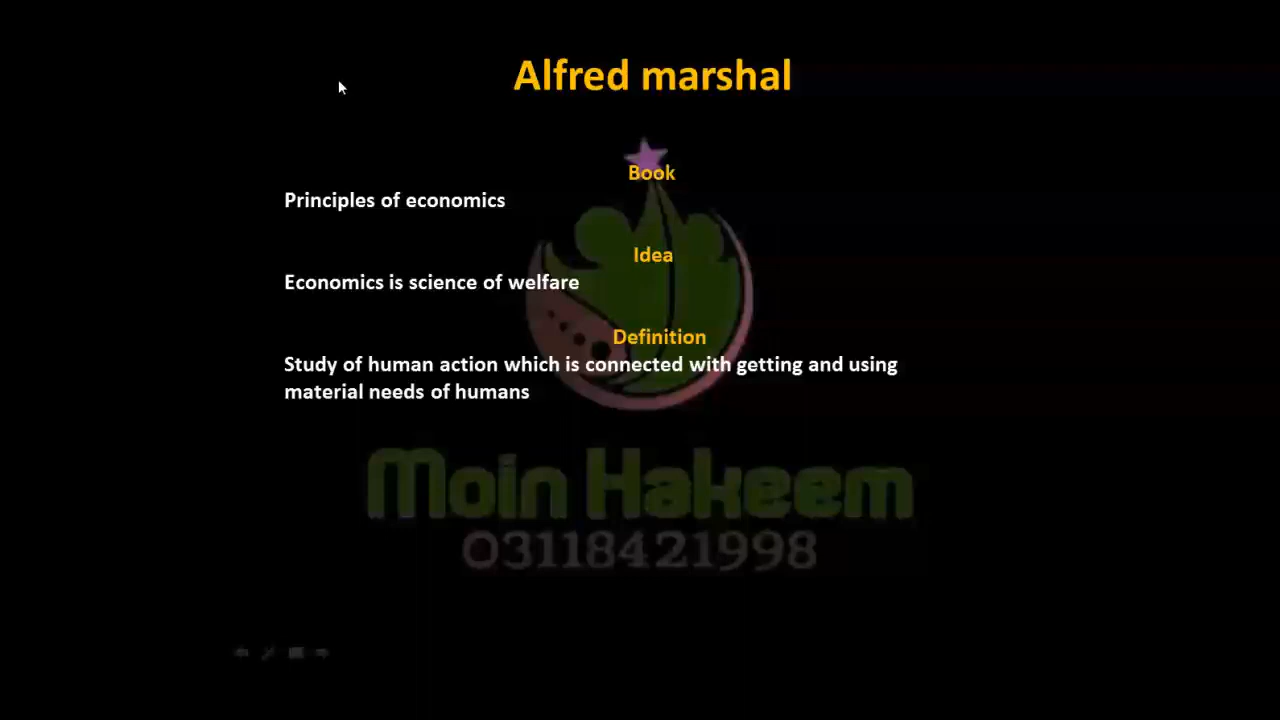 Alfred marshal
Book
Principles of economics
Idea
Economics is science of welfare
Definition
Study of human action which is connected with getting and using
material needs of humans
Moin Hakeem
03118421998